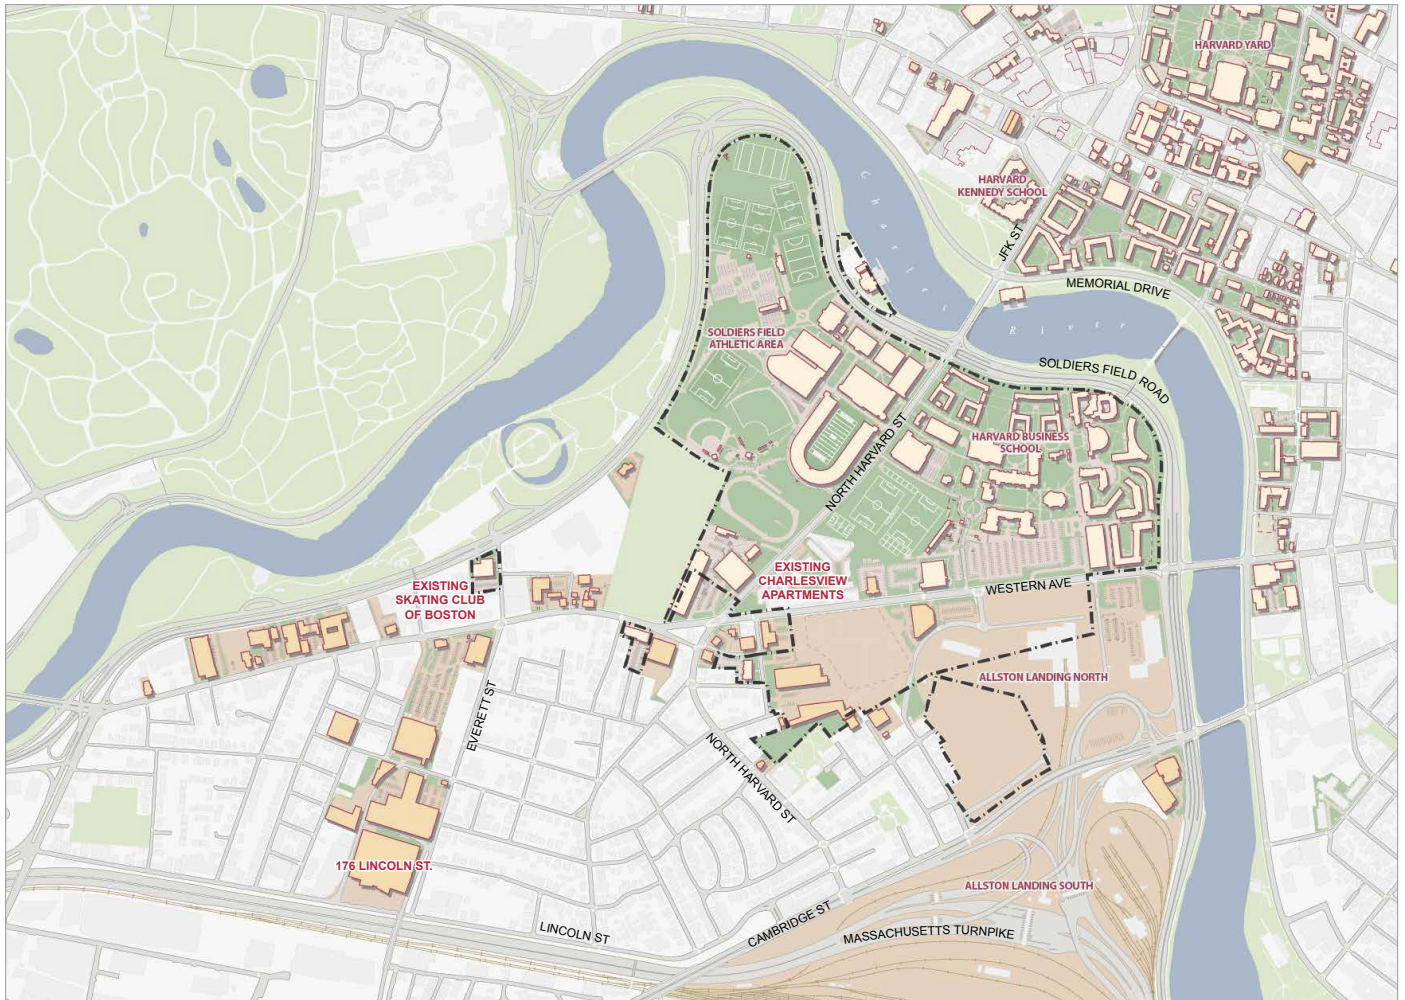 HARVARD YARD
HARVARD
KENNEDY SCHOOL
JFK ST
Charles
River
MEMORIAL DRIVE
SOLDIERS FIELD
ATHLETIC AREA
SOLDIERS FIELD ROAD
NORTH HARVARD ST
HARVARD BUSINESS
SCHOOL
EXISTING
CHARLESVIEW
APARTMENTS
WESTERN AVE
EXISTING
SKATING CLUB
OF BOSTON
EVERETT ST
ALLSTON LANDING NORTH
NORTH HARVARD ST
176 LINCOLN ST.
ALLSTON LANDING SOUTH
LINCOLN ST
CAMBRIDGE ST
MASSACHUSETTS TURNPIKE